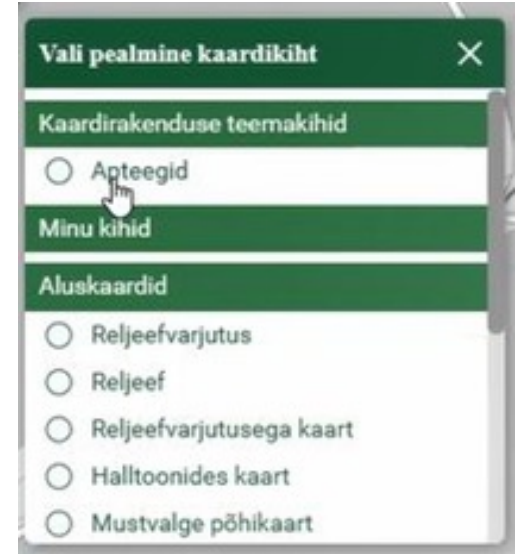 Vali pealmine kaardikiht
Kaardirakenduse teemakihid
Apteegid
Minu kihid
Aluskaardid
Reljeefvarjutus
Reljeef
Reljeefvarjutusega kaart
Halltoonides kaart
Mustvalge põhikaart